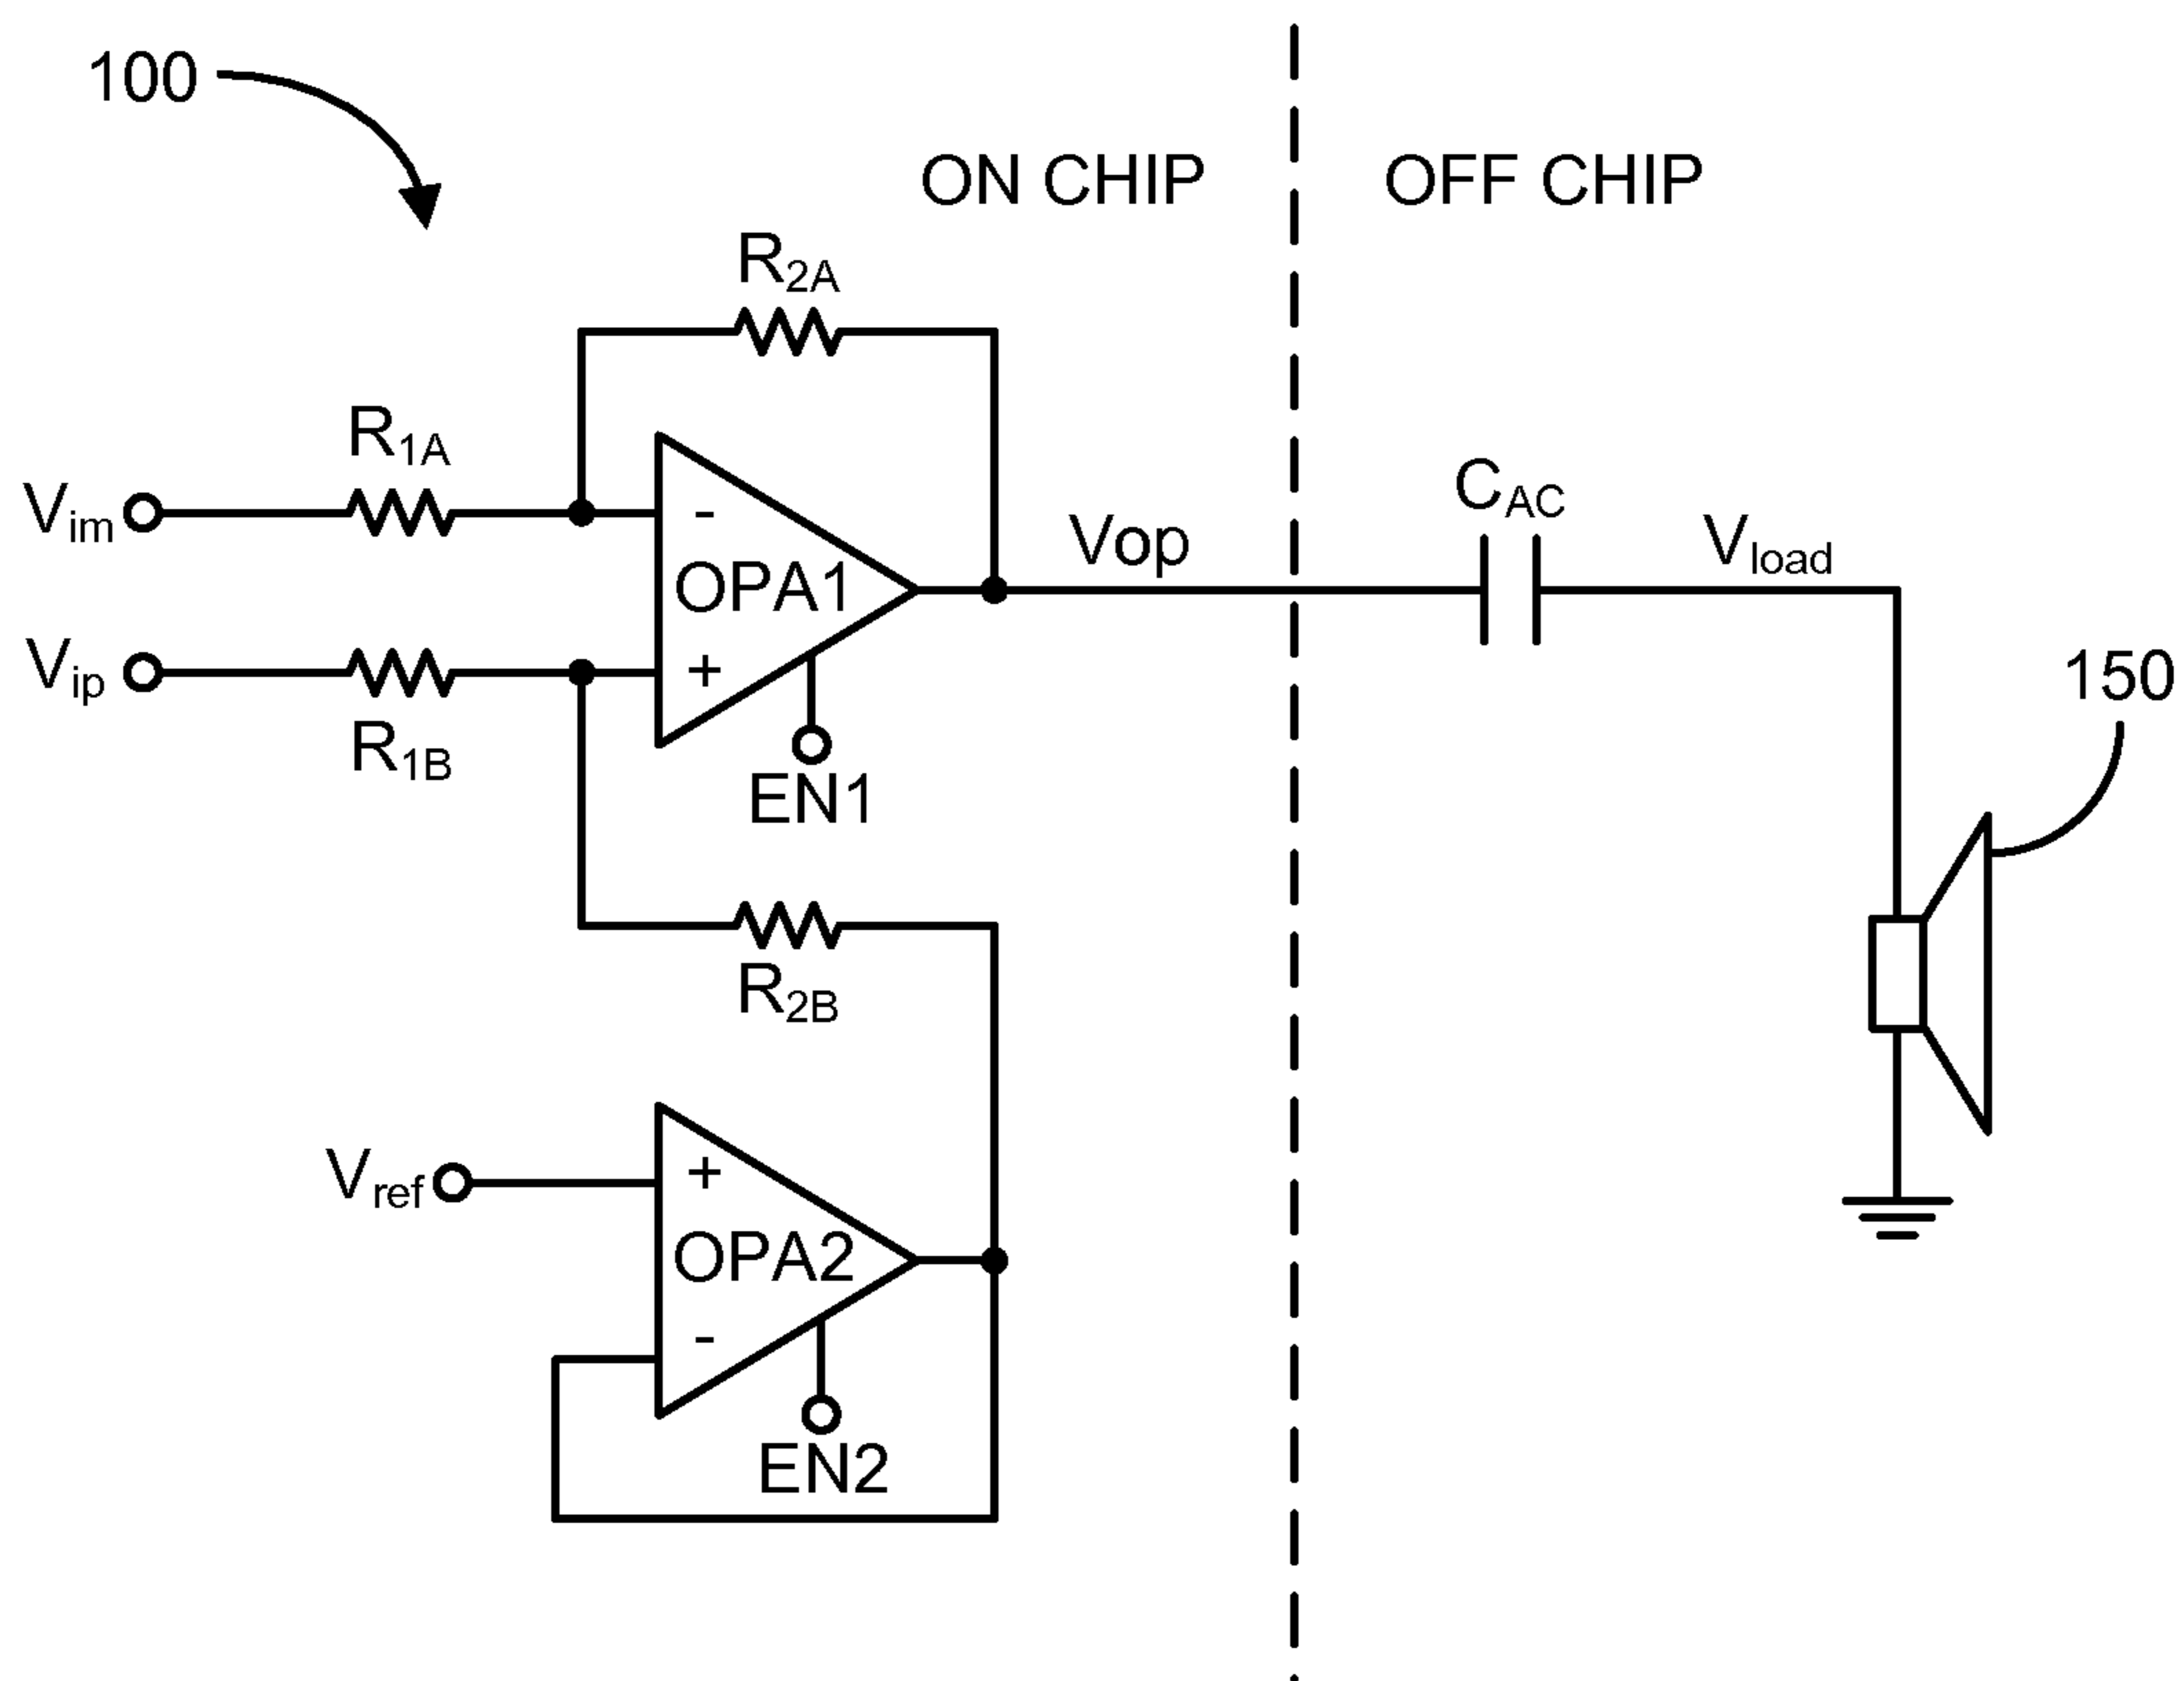 100
ON CHIP
OFF CHIP
R2A
R1A
Vim
-
OPA1
Vop
CAC
Vload
Vip
+
R1B
EN1
150
R2B
Vref
+
OPA2
-
EN2